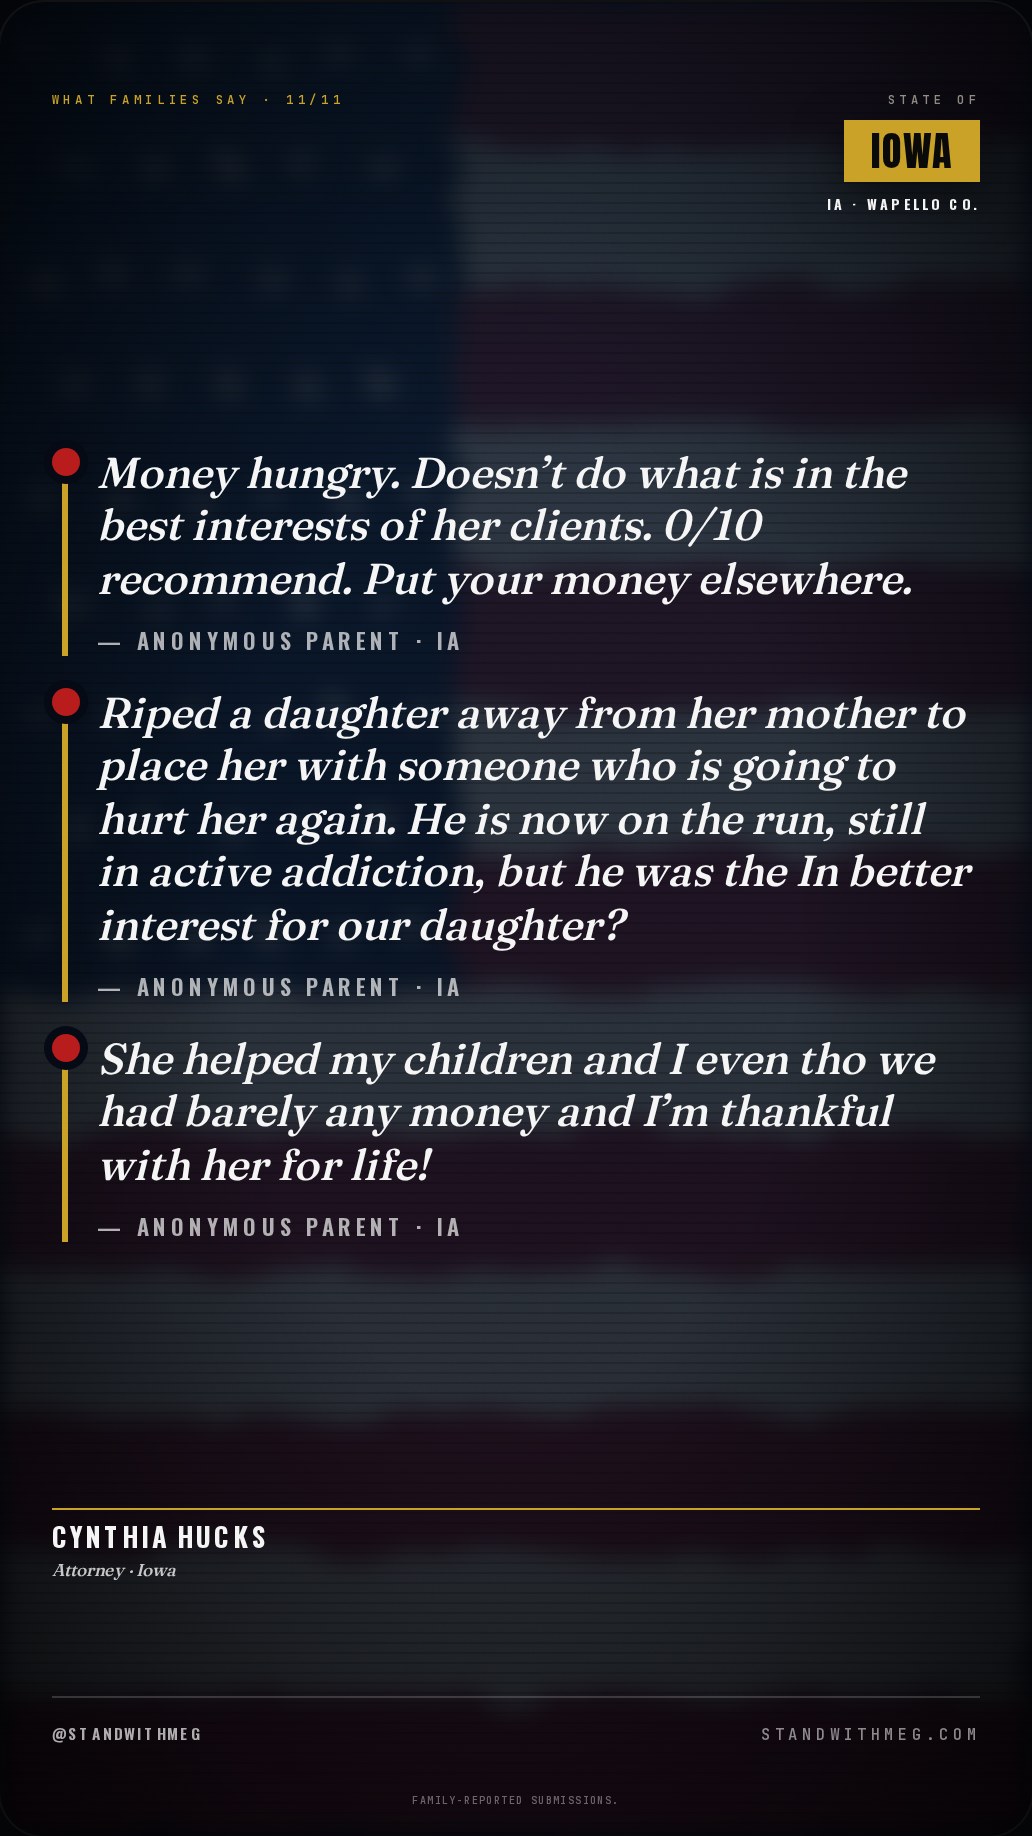 WHAT FAMILIES SAY · 11/11
STATE OF
IOWA
IA · WAPELLO CO.
Money hungry. Doesn’t do what is in the
best interests of her clients. 0/10
recommend. Put your money elsewhere.
— ANONYMOUS PARENT · IA
Riped a daughter away from her mother to
place her with someone who is going to
hurt her again. He is now on the run, still
in active addiction, but he was the In better
interest for our daughter?
— ANONYMOUS PARENT · IA
She helped my children and I even tho we
had barely any money and I’m thankful
with her for life!
— ANONYMOUS PARENT · IA
CYNTHIA HUCKS
Attorney · Iowa
@STANDWITHMEG
STANDWITHMEG.COM
FAMILY-REPORTED SUBMISSIONS.